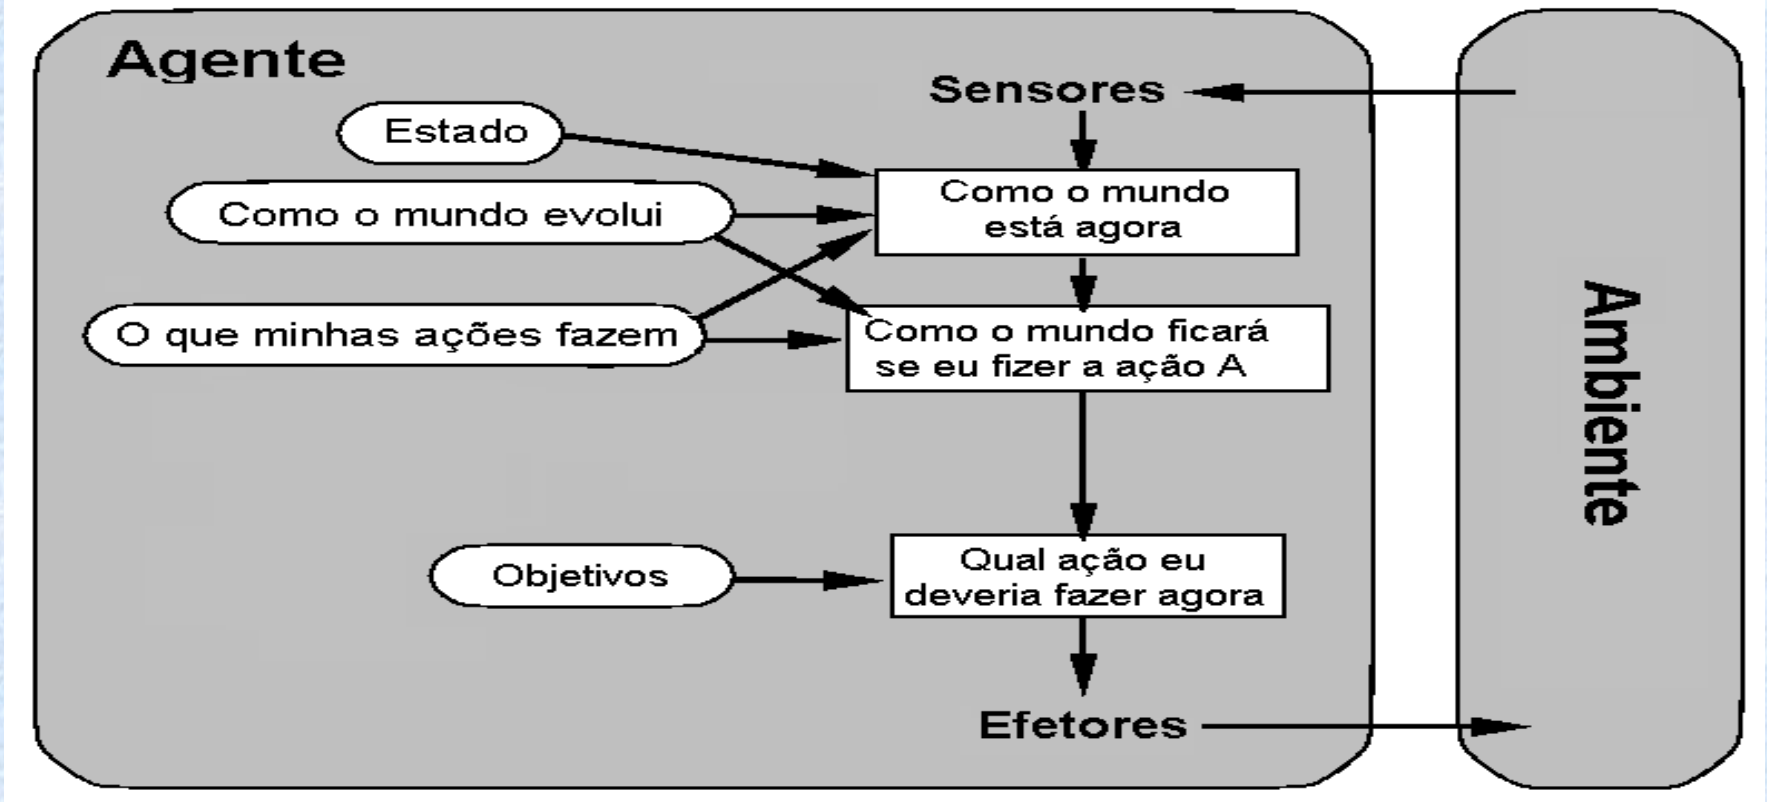 Agente
Sensores
Estado
Como o mundo
está agora
Como o mundo evolui
O que minhas ações fazem
Como o mundo ficará
se eu fizer a ação A
Objetivos
Qual ação eu
deveria fazer agora
Efetores
Ambiente